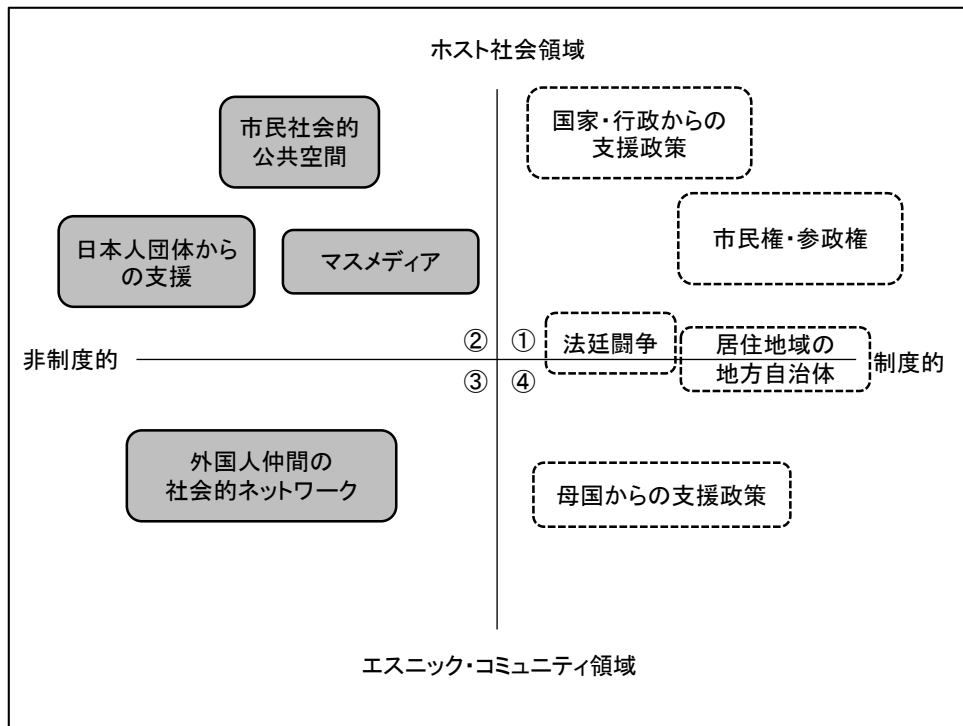 ホスト社会領域
市民社会的
公共空間
国家・行政からの
支援政策
日本人団体から
の支援
マスメディア
市民権・参政権
②
①
法廷闘争
居住地域の
地方自治体
非制度的
制度的
③
④
外国人仲間の
社会的ネットワーク
母国からの支援政策
エスニック・コミュニティ領域